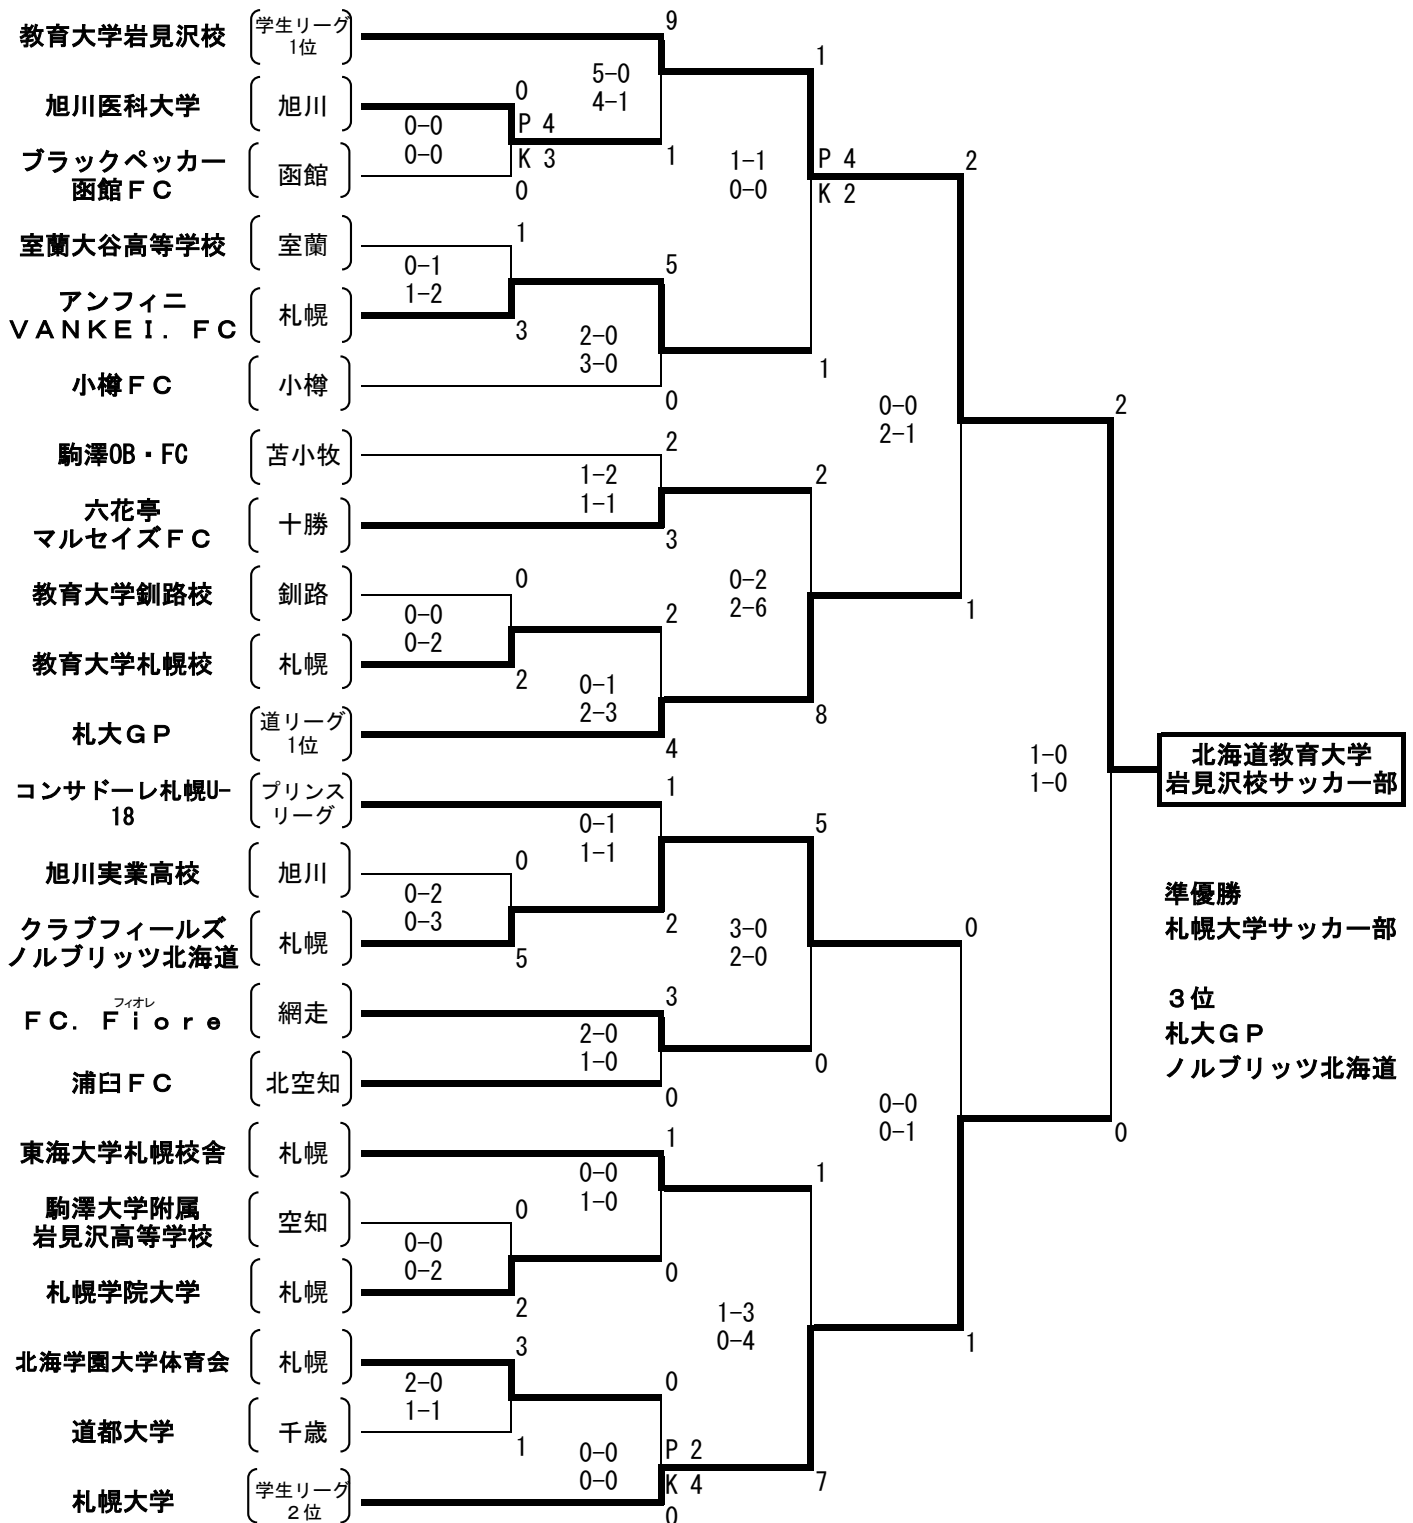 教育大学岩見沢校
学生リーグ
1位
9
1
5-0
4-1
旭川医科大学
旭川
0
0-0
0-0
P 4
K 3
1
ブラックペッカー
函館ＦＣ
函館
0
1-1
0-0
P 4
K 2
2
室蘭大谷高等学校
室蘭
1
0-1
1-2
5
アンフィニ
ＶＡＮＫＥＩ．ＦＣ
札幌
3
2-0
3-0
1
小樽ＦＣ
小樽
0
0-0
2-1
2
駒澤OB・FC
苫小牧
2
1-2
1-1
2
六花亭
マルセイズＦＣ
十勝
3
0-2
2-6
1
教育大学釧路校
釧路
0
0-0
0-2
2
教育大学札幌校
札幌
2
0-1
2-3
8
札大ＧＰ
道リーグ
1位
4
1-0
1-0
北海道教育大学
岩見沢校サッカー部
コンサドーレ札幌U-
18
プリンス
リーグ
1
0-1
1-1
5
旭川実業高校
旭川
0
0-2
0-3
クラブフィールズ
ノルブリッツ北海道
札幌
5
2
3-0
2-0
0
準優勝
札幌大学サッカー部
フィオレ
ＦＣ．Ｆｉｏｒｅ
網走
3
2-0
1-0
0
３位
札大ＧＰ
ノルブリッツ北海道
浦臼ＦＣ
北空知
0
0-0
0-1
0
東海大学札幌校舎
札幌
1
0-0
1-0
1
駒澤大学附属
岩見沢高等学校
空知
0
0-0
0-2
0
札幌学院大学
札幌
2
1-3
0-4
1
北海学園大学体育会
札幌
3
2-0
1-1
0
道都大学
千歳
1
0-0
0-0
P 2
K 4
7
札幌大学
学生リーグ
２位
0